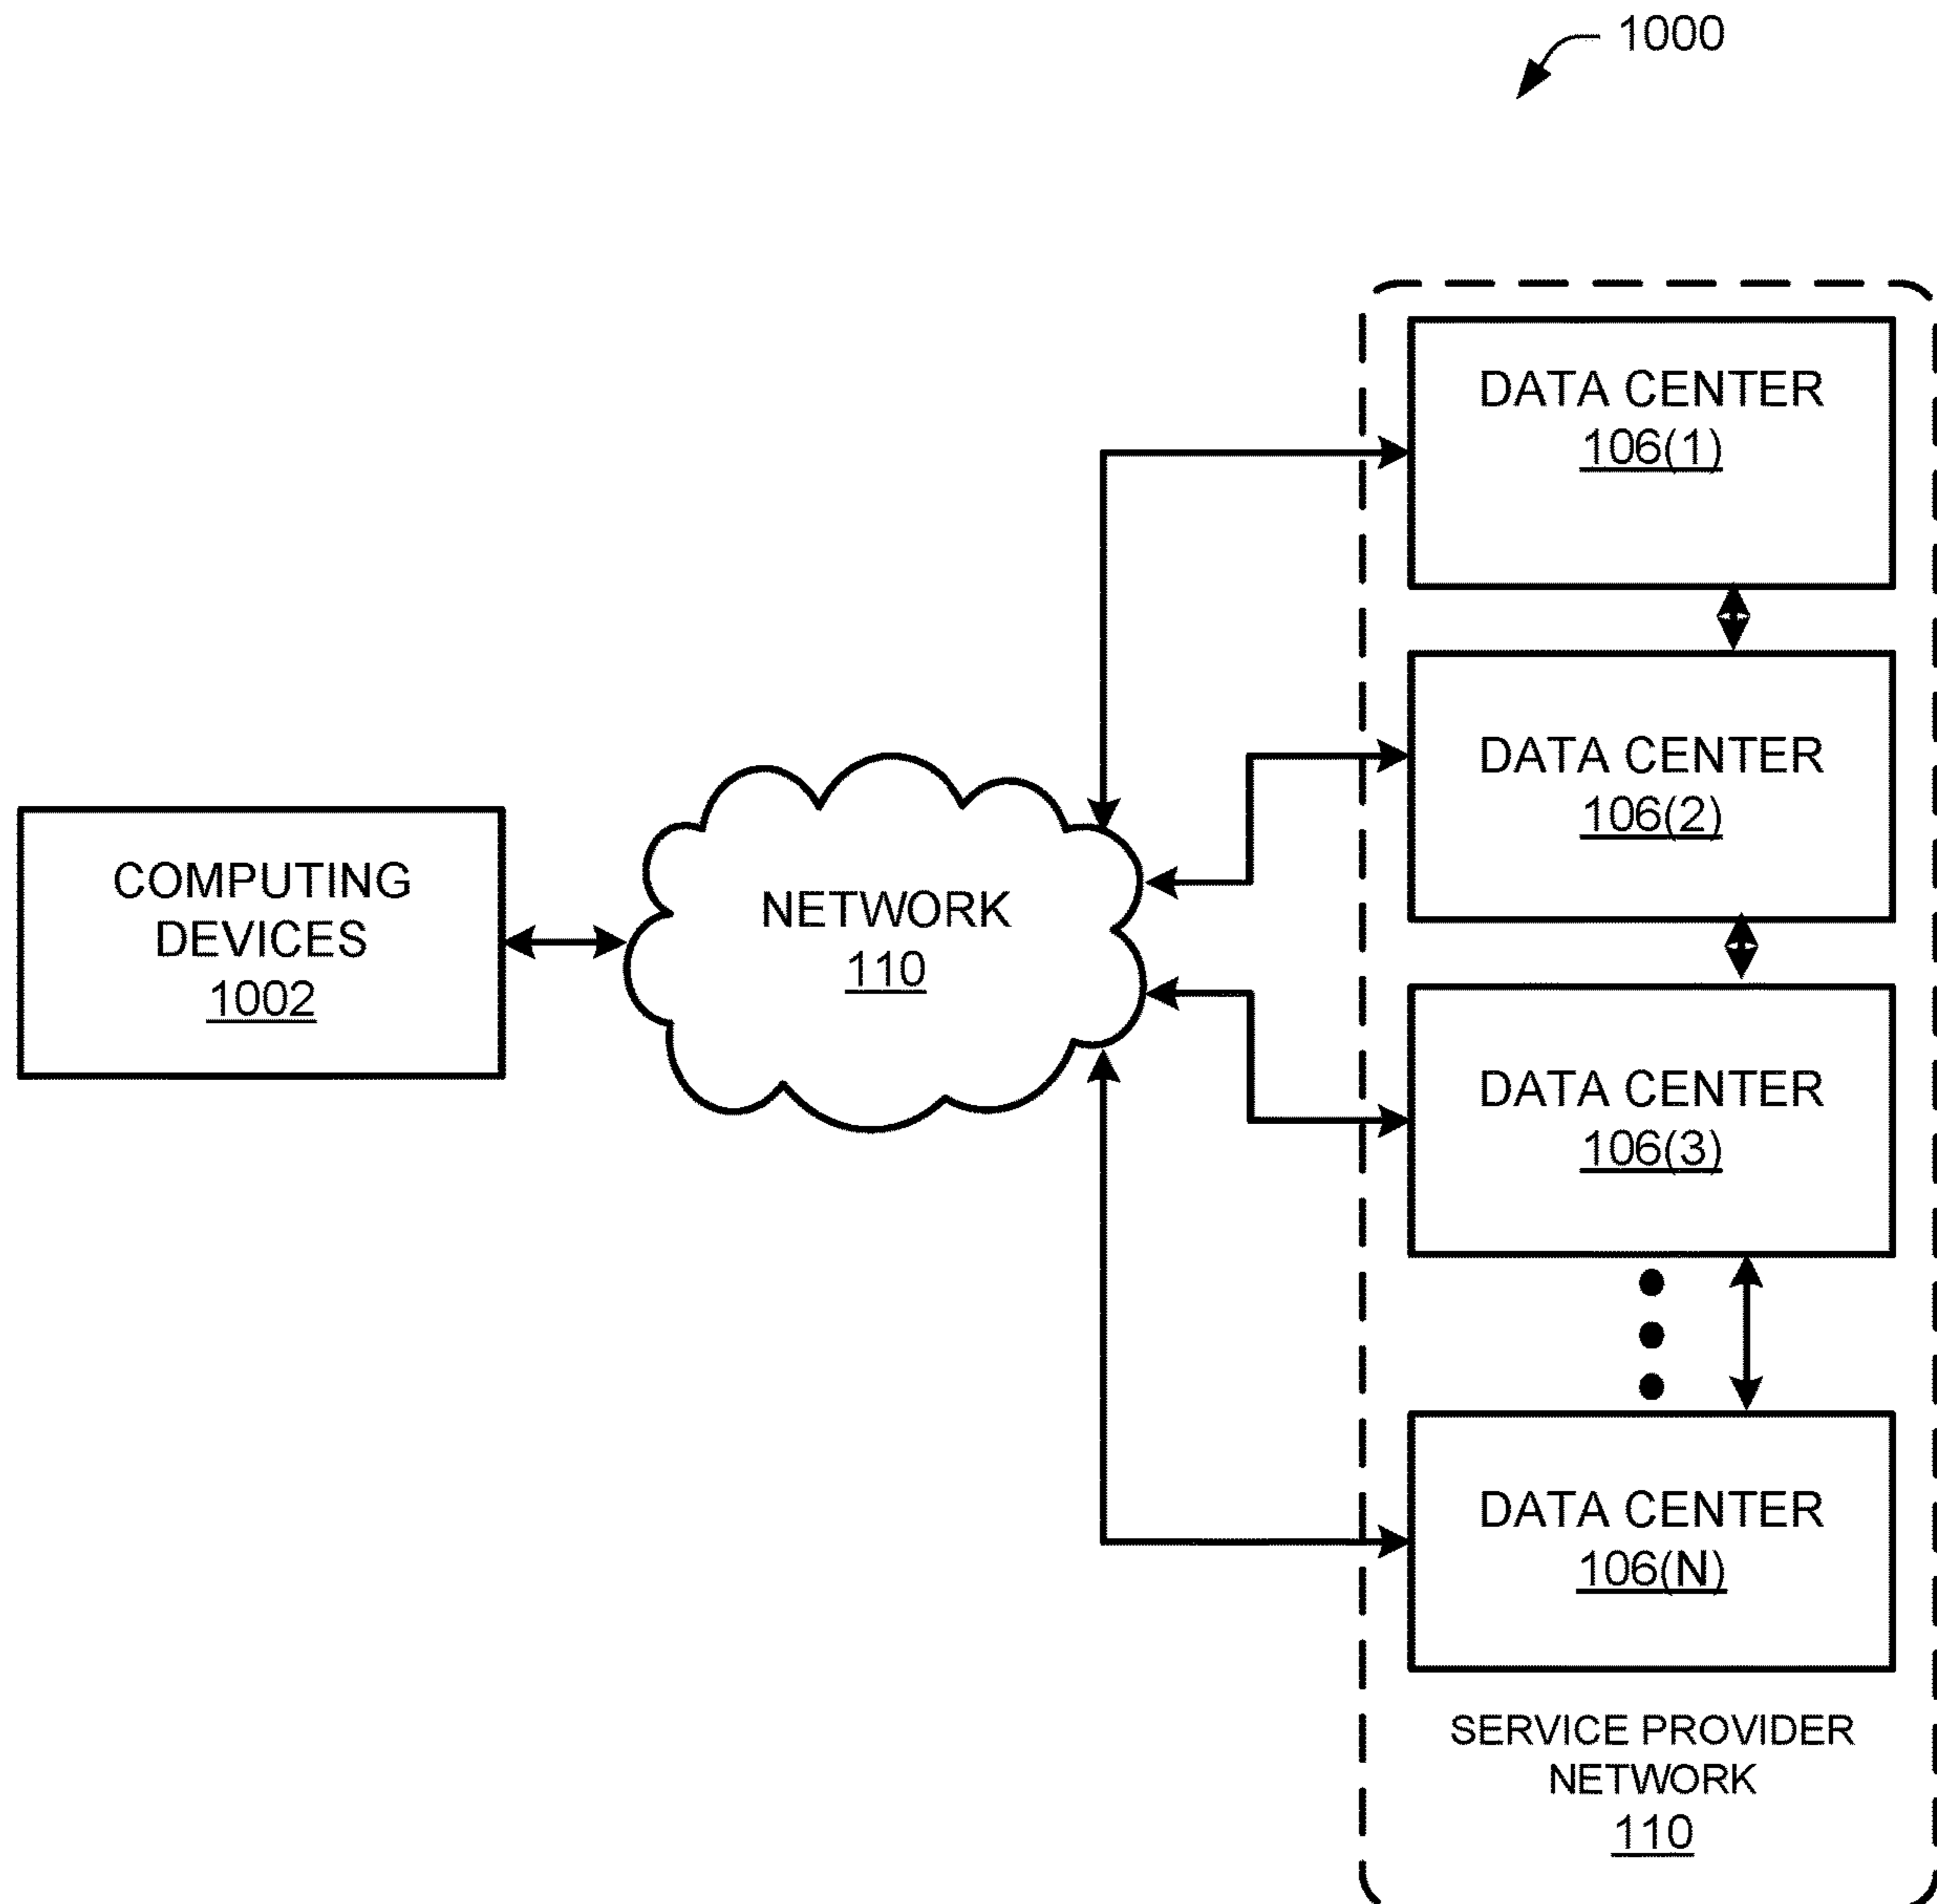 1000
DATA CENTER
106(1)
DATA CENTER
106(2)
COMPUTING
DEVICES
1002
NETWORK
110
DATA CENTER
106(3)
DATA CENTER
106(N)
SERVICE PROVIDER
NETWORK
110